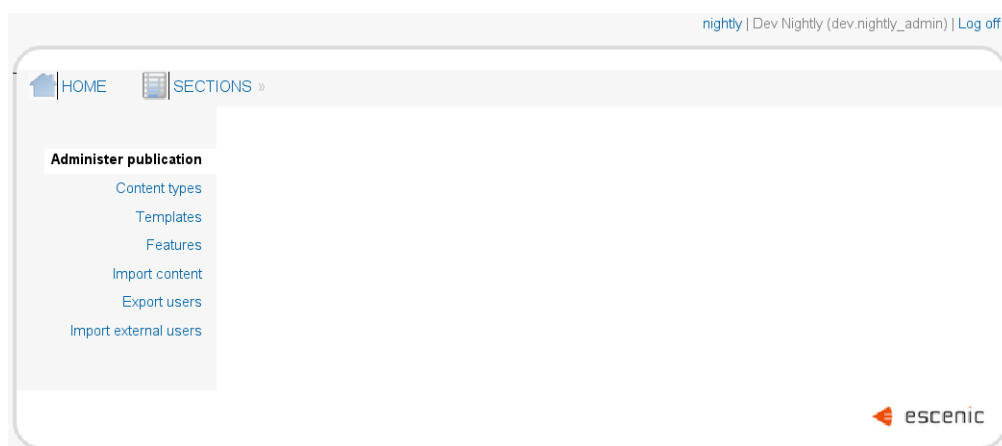 nightly | Dev Nightly (dev.nightly_admin) | Log off
HOME SECTIONS »
Administer publication
Content types
Templates
Features
Import content
Export users
Import external users
escenic